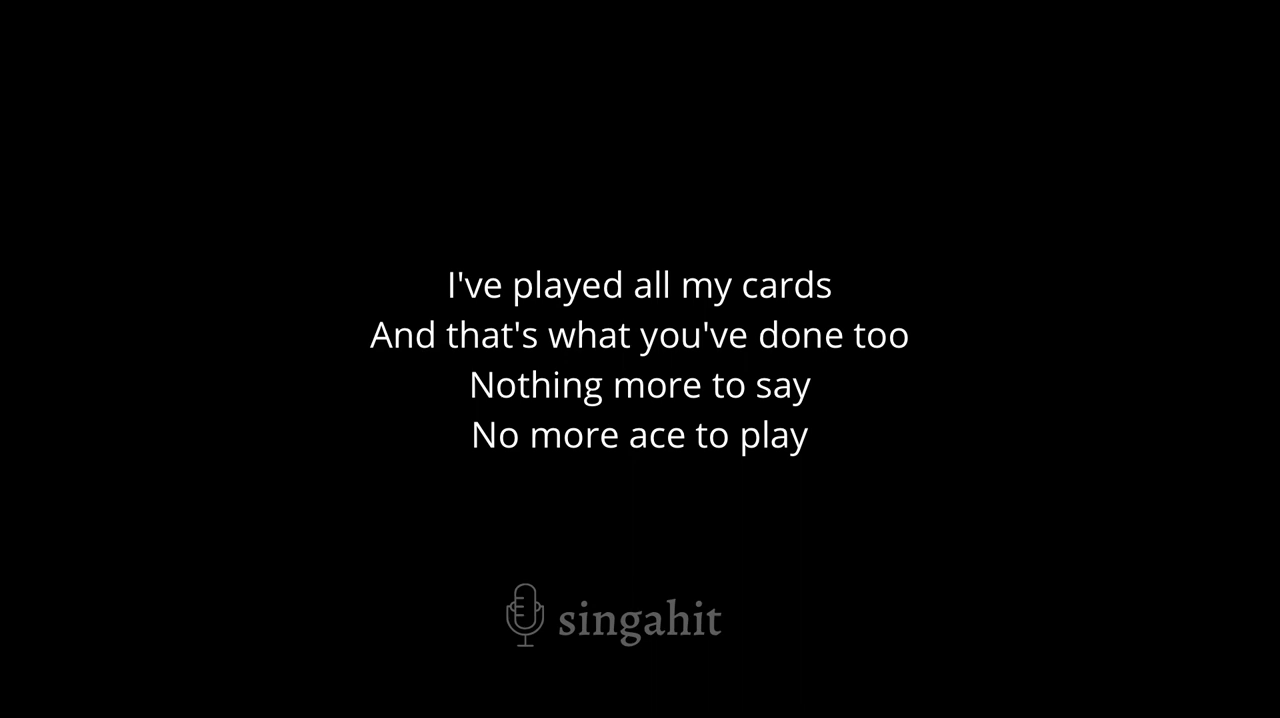 I've played all my cards
And that's what you've done too
Nothing more to say
No more ace to play
singahit